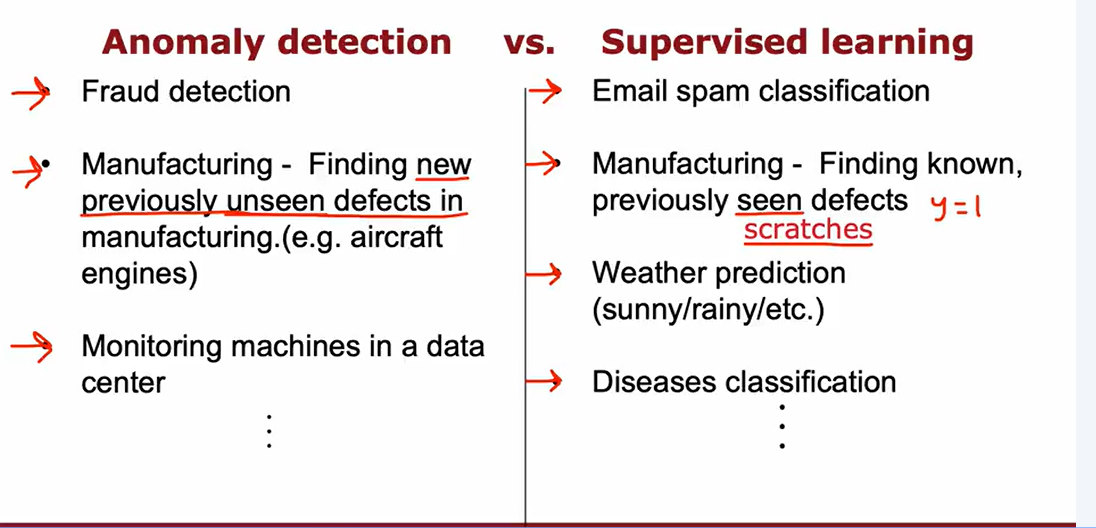 Anomaly detection vs. Supervised learning
• Fraud detection
• Manufacturing - Finding new
previously unseen defects in
manufacturing.(e.g. aircraft
engines)
• Monitoring machines in a data
center
⋮
• Email spam classification
• Manufacturing - Finding known,
previously seen defects y=1
scratches
• Weather prediction
(sunny/rainy/etc.)
• Diseases classification
⋮